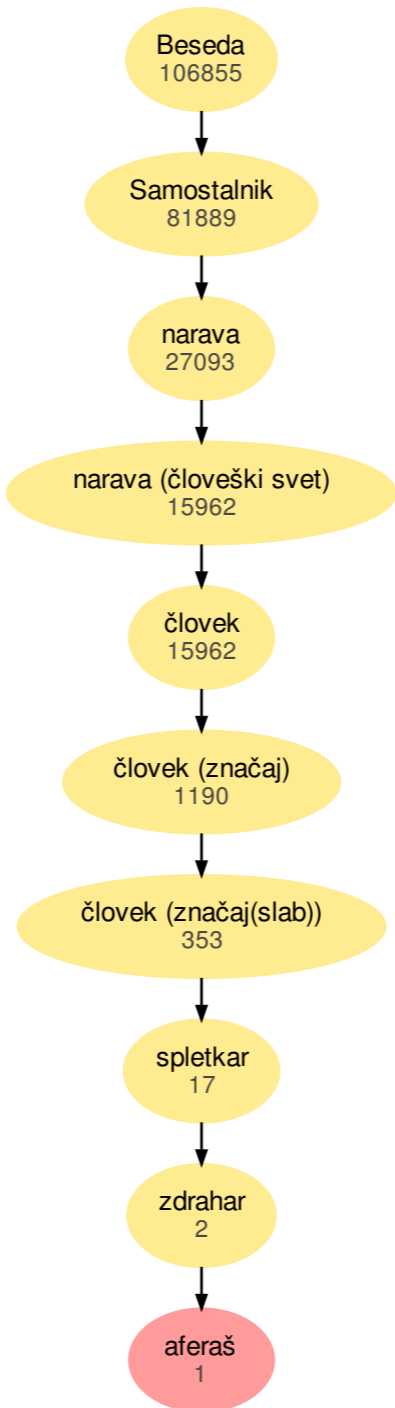 Beseda
106855
Samostalnik
81889
narava
27093
narava (človeški svet)
15962
človek
15962
človek (značaj)
1190
človek (značaj(slab))
353
spletkar
17
zdrahar
2
aferaš
1